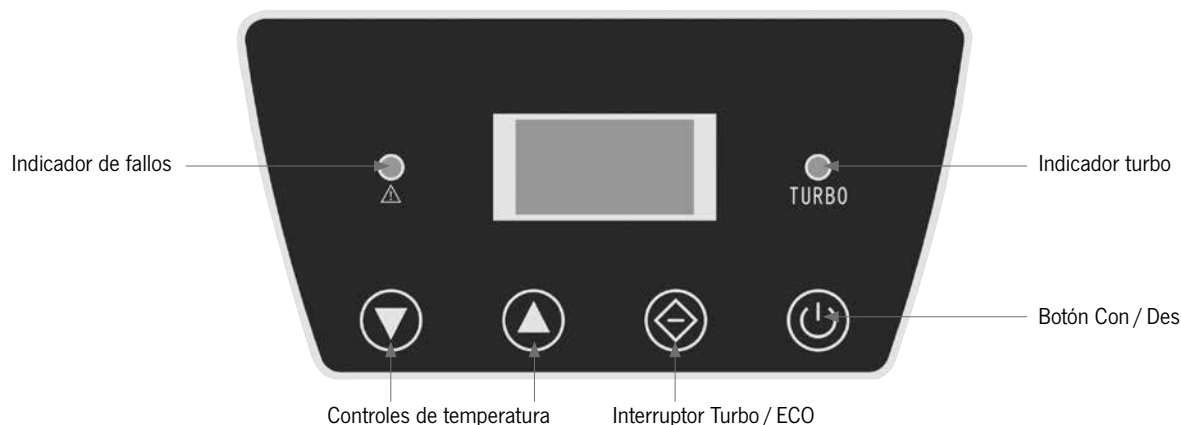 Indicador de fallos
Indicador turbo
TURBO
Botón Con / Des
Controles de temperatura
Interruptor Turbo / ECO